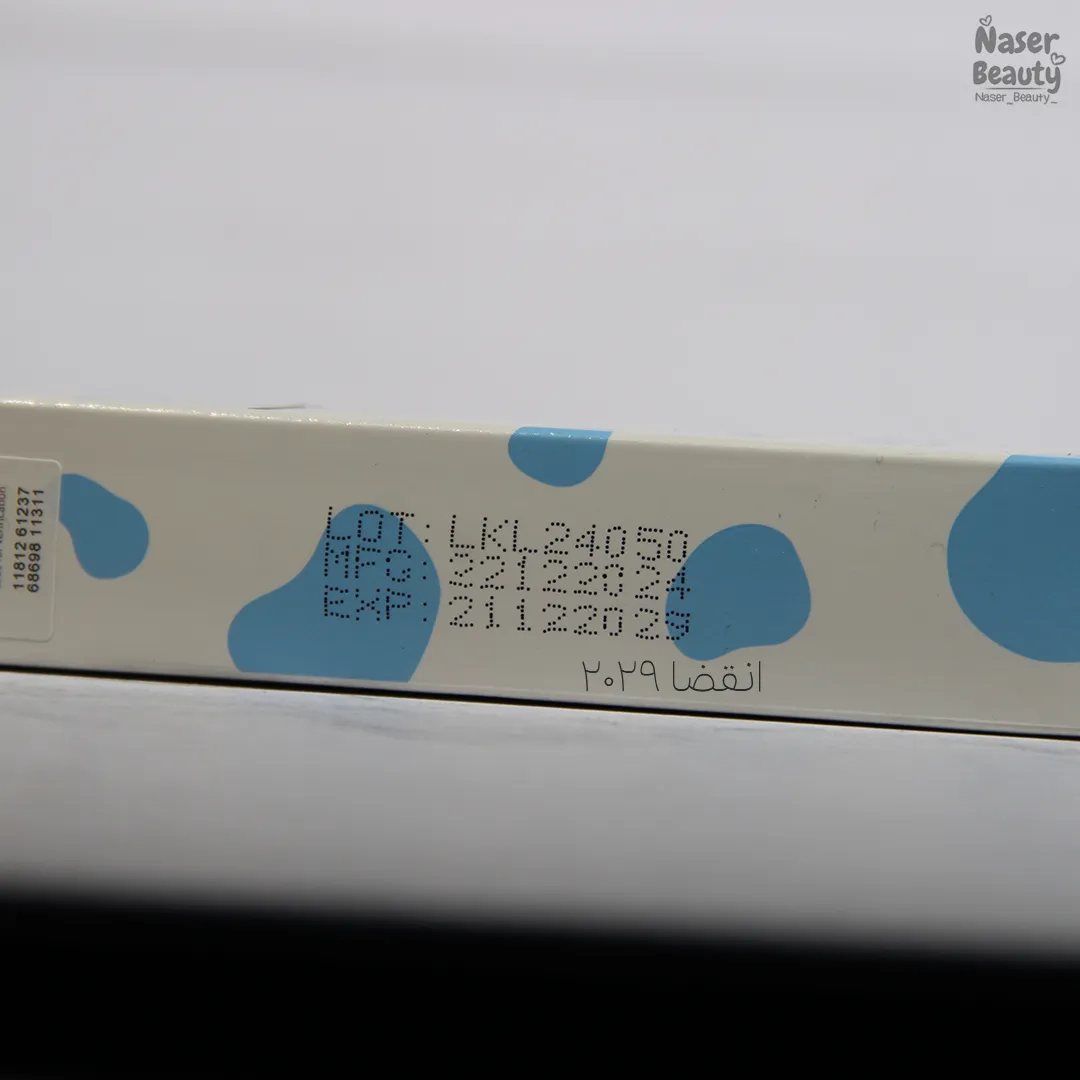 Naser
Beauty
Naser_Beauty_
11812 61237
68698 11311
LOT: LKL24050
MFG: 22122024
EXP: 21122029
انقضا ۲۰۲۹